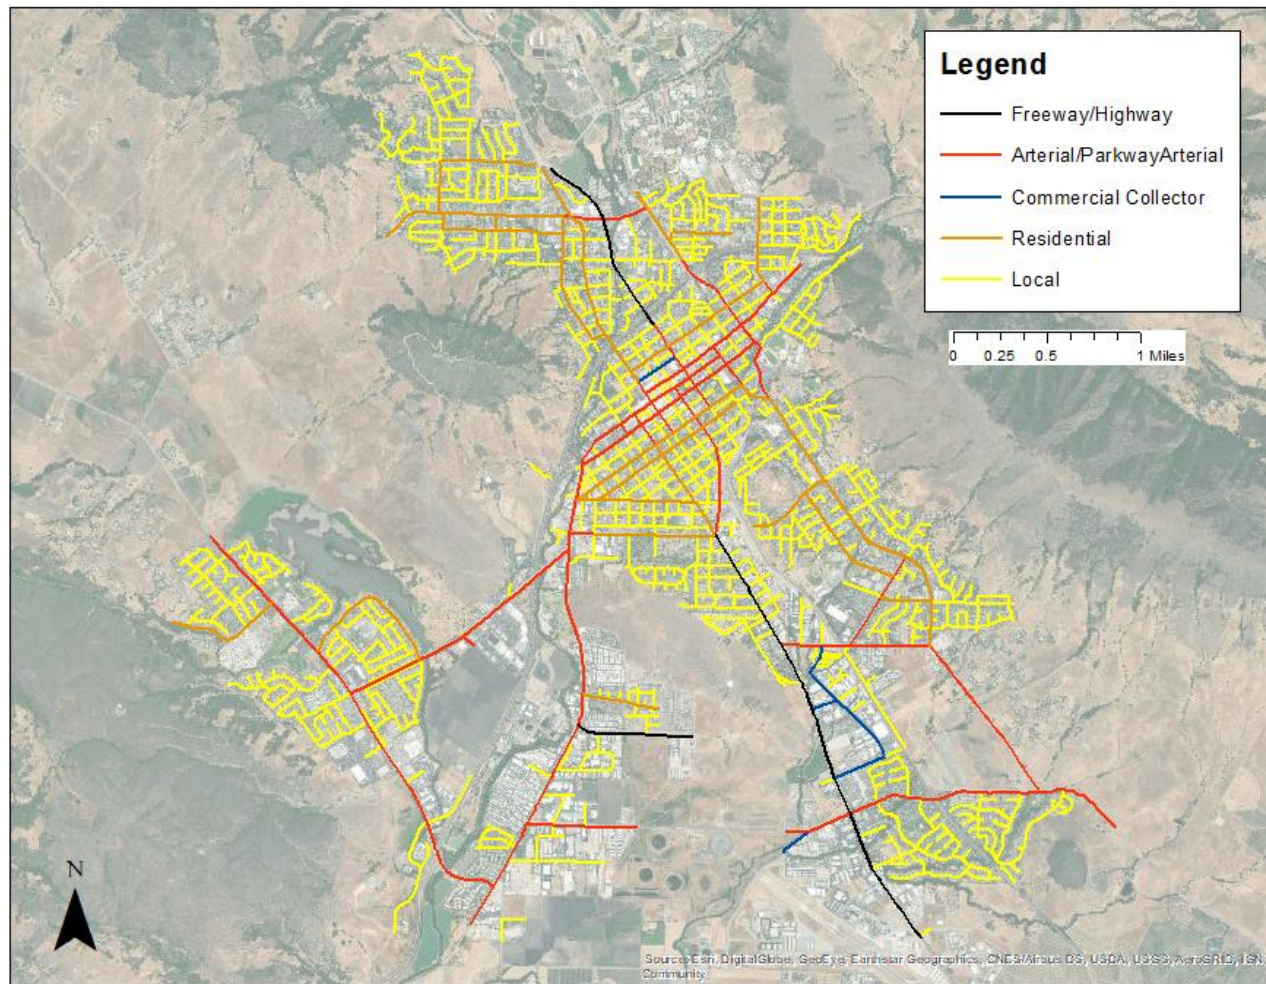 Legend
Freeway/Highway
Arterial/ParkwayArterial
Commercial Collector
Residential
Local
0 0.25 0.5 1 Miles
N
Source: Esri, DigitalGlobe, GeoEye, Earthstar Geographics, CNES/Airbus DS, USDA, USGS, AeroGRID, IGN
Community